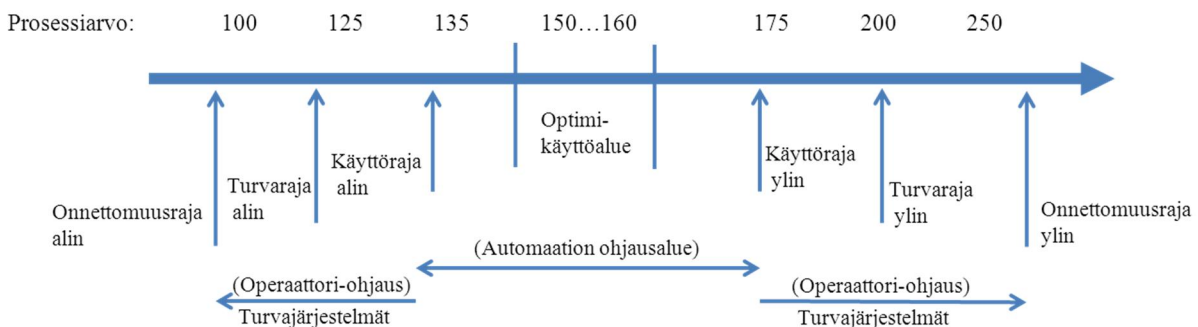 Prosessiarvo: 100 125 135 150…160 175 200 250
Optimi-
käyttöalue
Käyttöraja
alin
Käyttöraja
ylin
Turvaraja
alin
Turvaraja
ylin
Onnettomuusraja
alin
Onnettomuusraja
ylin
(Automaation ohjausalue)
(Operaattori-ohjaus)
Turvajärjestelmät
(Operaattori-ohjaus)
Turvajärjestelmät